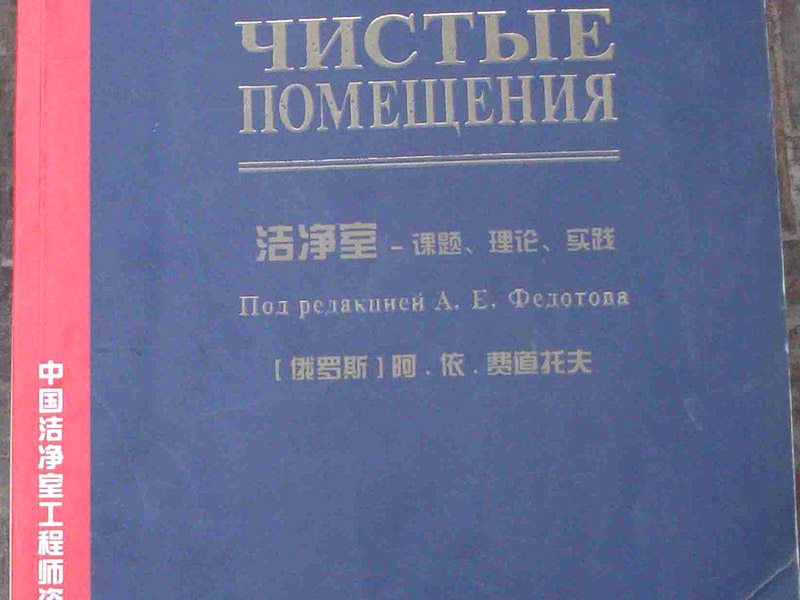 ЧИСТЫЕ
ПОМЕЩЕНИЯ
洁净室 – 课题、理论、实践
Под редакцией А. Е. Федотова
[俄罗斯]阿.依.费道托夫
中国洁净室工程师